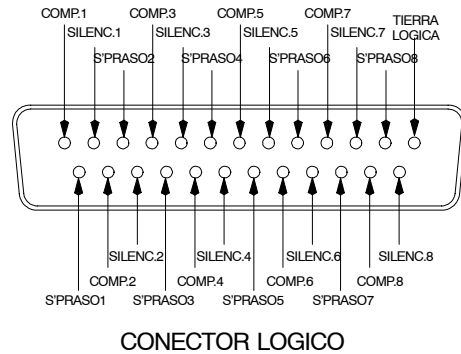 COMP.1 COMP.3 COMP.5 COMP.7
TIERRA
LOGICA
SILENC.1 SILENC.3 SILENC.5 SILENC.7
S'PRASO2 S'PRASO4 S'PRASO6 S'PRASO8
SILENC.2 SILENC.4 SILENC.6 SILENC.8
COMP.2 COMP.4 COMP.6 COMP.8
S'PRASO1 S'PRASO3 S'PRASO5 S'PRASO7
CONECTOR LOGICO